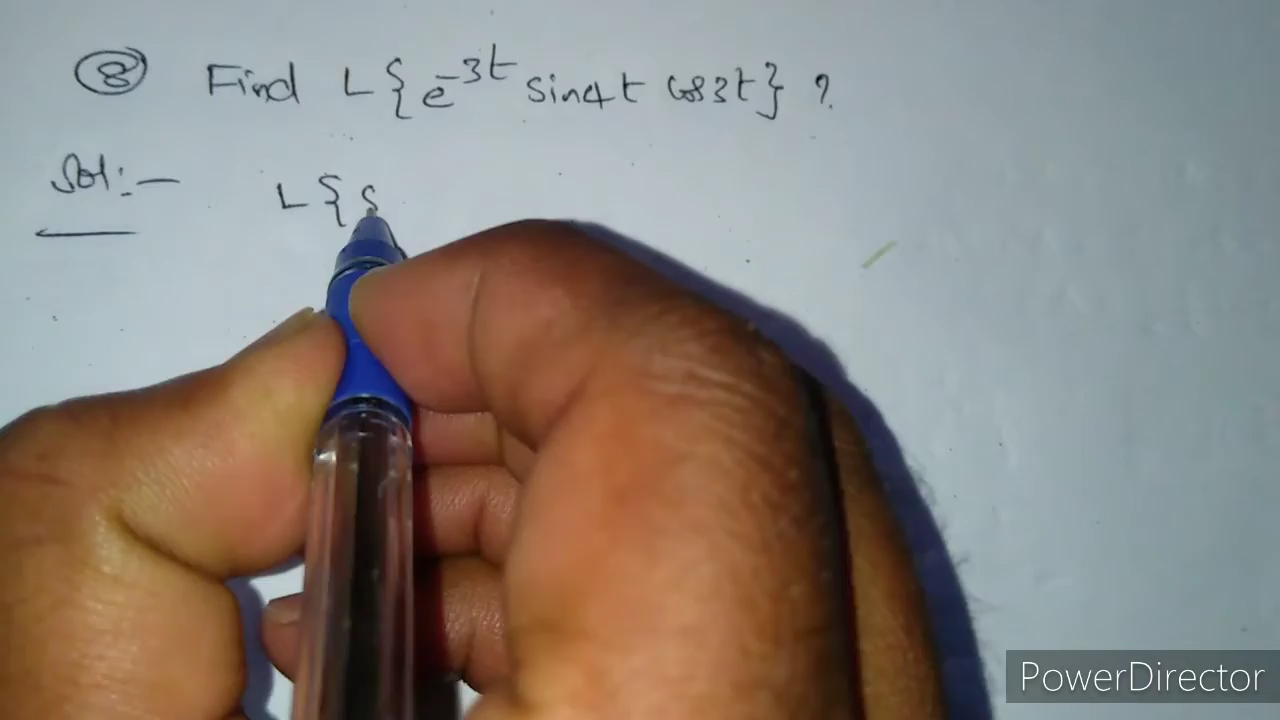 8 Find L{e^-3t sin4t cos3t} ?
Sol:-
L{s
PowerDirector